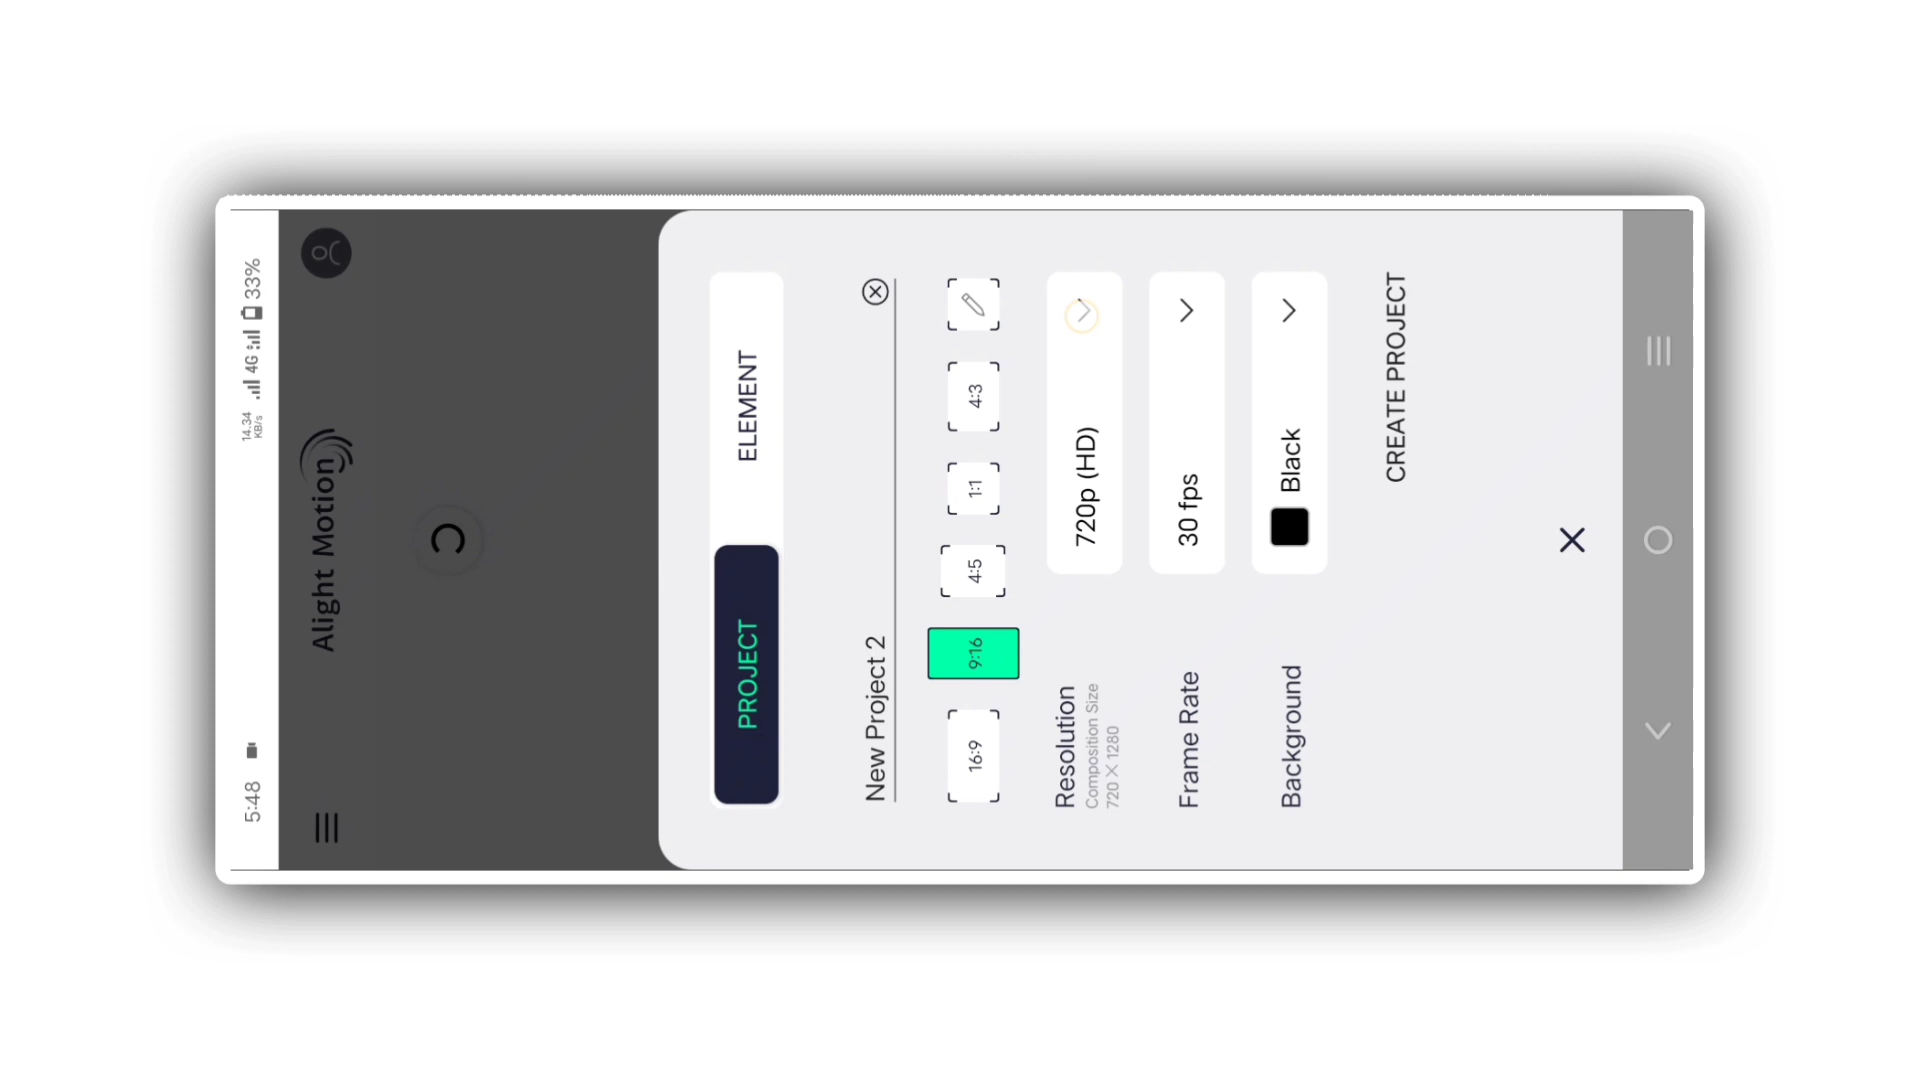 5:48
14.34
KB/s
4G
33%
Alight Motion
PROJECT
ELEMENT
New Project 2
16:9
9:16
4:5
1:1
4:3
Resolution
Composition Size
720 × 1280
720p (HD)
Frame Rate
30 fps
Background
Black
CREATE PROJECT